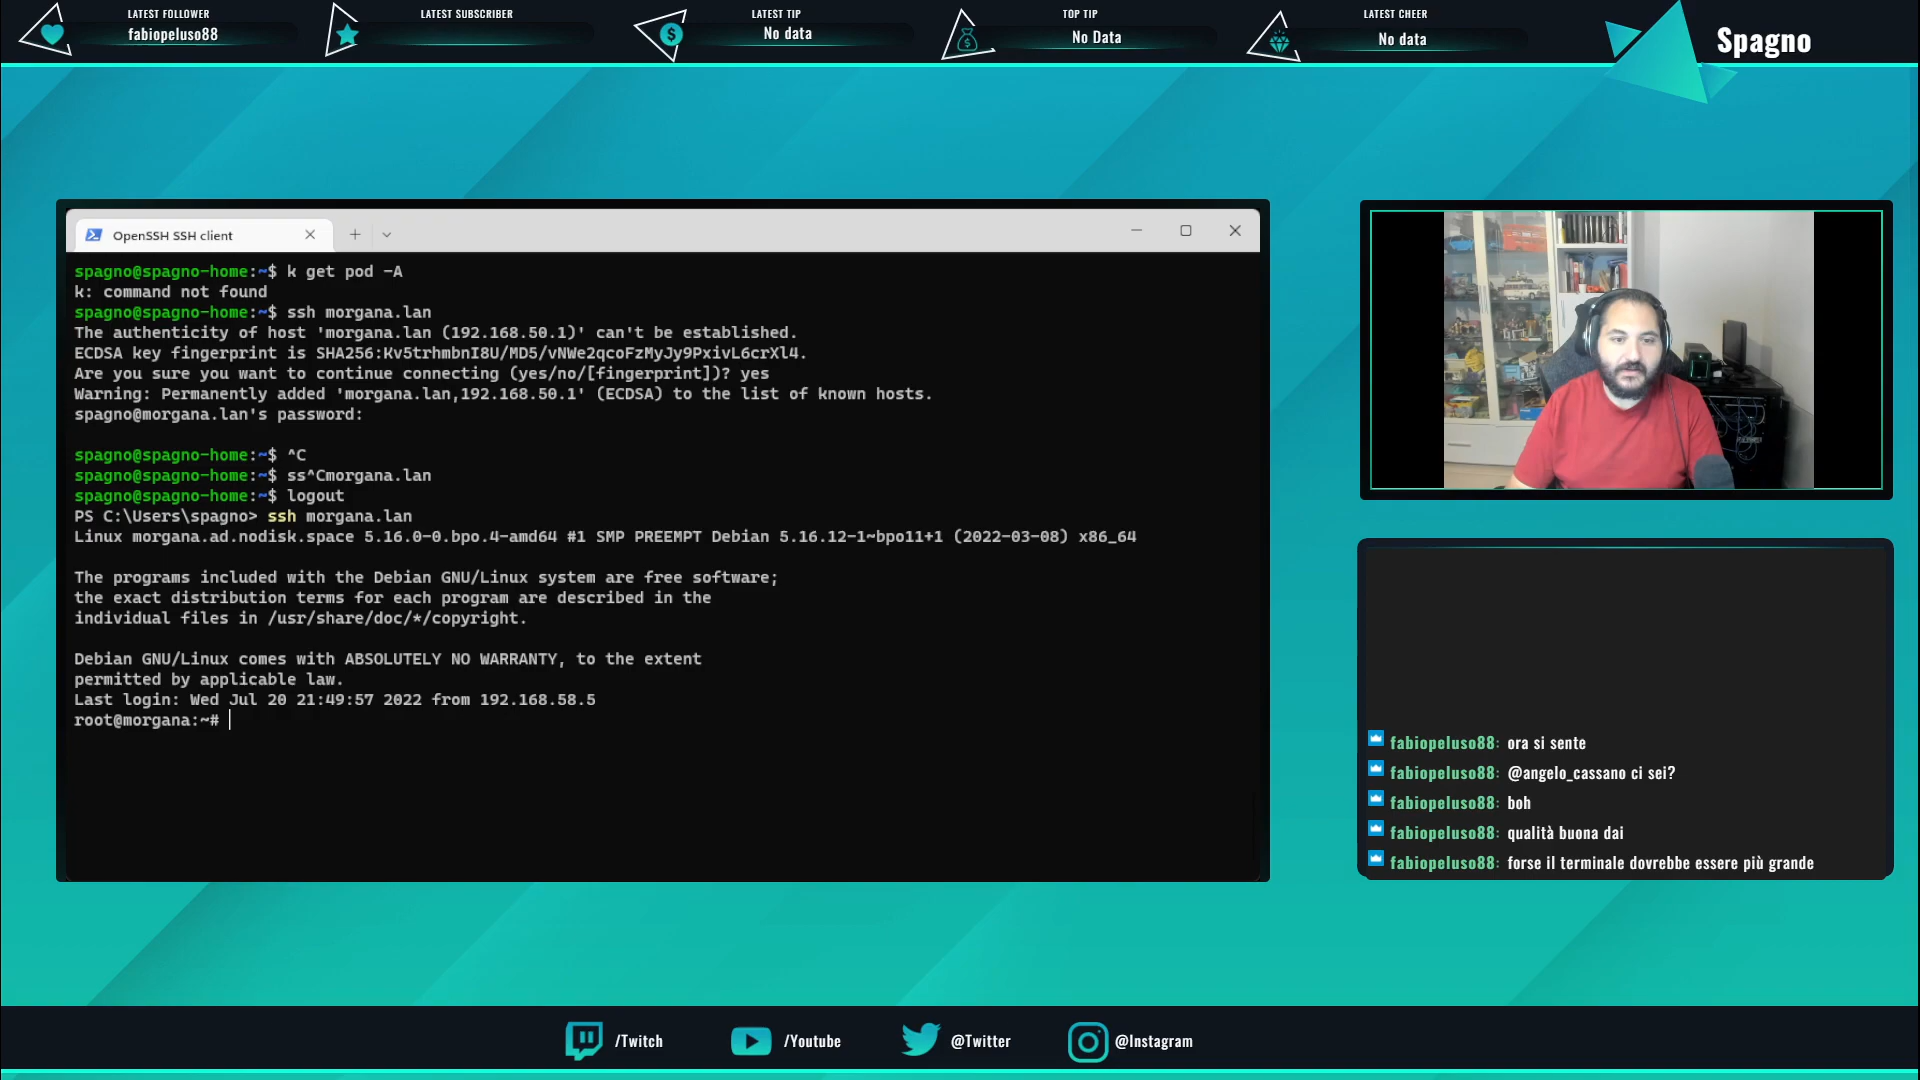 LATEST FOLLOWER
fabiopeluso88
LATEST SUBSCRIBER
LATEST TIP
No data
TOP TIP
No Data
LATEST CHEER
No data
Spagno
OpenSSH SSH client
spagno@spagno-home:~$ k get pod -A
k: command not found
spagno@spagno-home:~$ ssh morgana.lan
The authenticity of host 'morgana.lan (192.168.50.1)' can't be established.
ECDSA key fingerprint is SHA256:Kv5trhmbnI8U/MD5/vNWe2qcoFzMyJy9PxivL6crXl4.
Are you sure you want to continue connecting (yes/no/[fingerprint])? yes
Warning: Permanently added 'morgana.lan,192.168.50.1' (ECDSA) to the list of known hosts.
spagno@morgana.lan's password:
spagno@spagno-home:~$ ^C
spagno@spagno-home:~$ ss^Cmorgana.lan
spagno@spagno-home:~$ logout
PS C:\Users\spagno> ssh morgana.lan
Linux morgana.ad.nodisk.space 5.16.0-0.bpo.4-amd64 #1 SMP PREEMPT Debian 5.16.12-1~bpo11+1 (2022-03-08) x86_64
The programs included with the Debian GNU/Linux system are free software;
the exact distribution terms for each program are described in the
individual files in /usr/share/doc/*/copyright.
Debian GNU/Linux comes with ABSOLUTELY NO WARRANTY, to the extent
permitted by applicable law.
Last login: Wed Jul 20 21:49:57 2022 from 192.168.58.5
root@morgana:~#
fabiopeluso88: ora si sente
fabiopeluso88: @angelo_cassano ci sei?
fabiopeluso88: boh
fabiopeluso88: qualità buona dai
fabiopeluso88: forse il terminale dovrebbe essere più grande
/Twitch
/Youtube
@Twitter
@Instagram